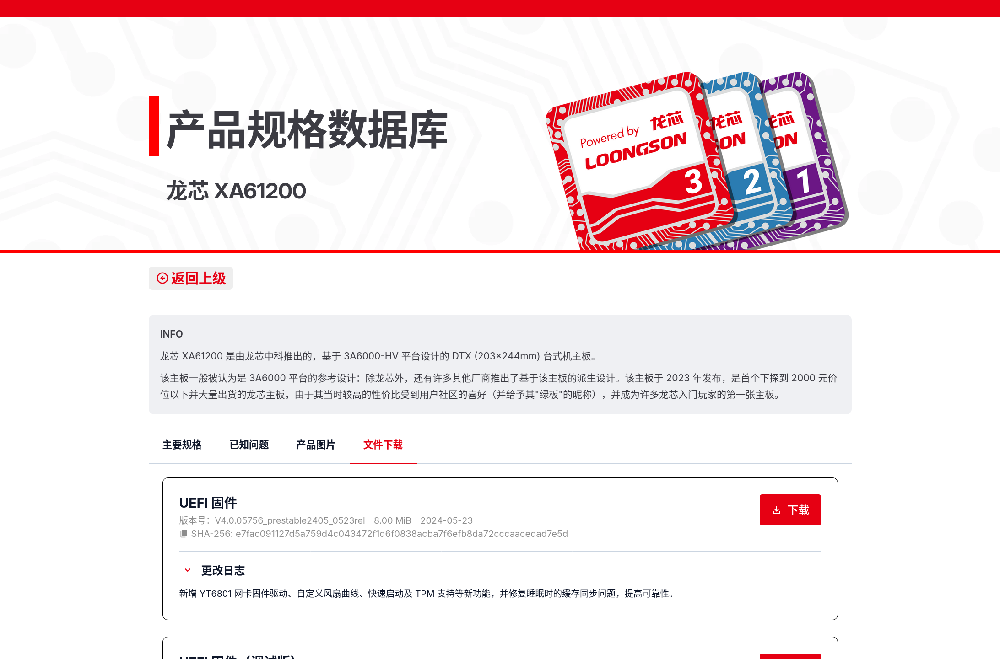 产品规格数据库
龙芯 XA61200
Powered by 龙芯
LOONGSON
3
龙芯
ON
2
龙芯
ON
1
返回上级
INFO
龙芯 XA61200 是由龙芯中科推出的，基于 3A6000-HV 平台设计的 DTX (203×244mm) 台式机主板。
该主板一般被认为是 3A6000 平台的参考设计：除龙芯外，还有许多其他厂商推出了基于该主板的派生设计。该主板于 2023 年发布，是首个下探到 2000 元价
位以下并大量出货的龙芯主板，由于其当时较高的性价比受到用户社区的喜好（并给予其"绿板"的昵称），并成为许多龙芯入门玩家的第一张主板。
主要规格 已知问题 产品图片 文件下载
UEFI 固件
下载
版本号：V4.0.05756_prestable2405_0523rel 8.00 MiB 2024-05-23
SHA-256: e7fac091127d5a759d4c043472f1d6f0838acba7f6efb8da72cccaacedad7e5d
更改日志
新增 YT6801 网卡固件驱动、自定义风扇曲线、快速启动及 TPM 支持等新功能，并修复睡眠时的缓存同步问题，提高可靠性。
UEFI 固件（调试版）